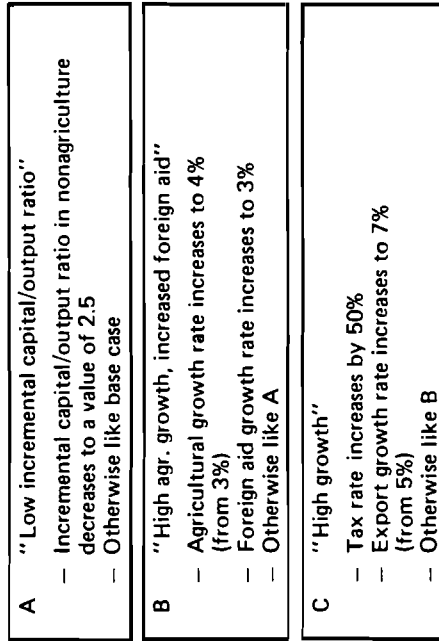 A "Low incremental capital/output ratio"
— Incremental capital/output ratio in nonagriculture
decreases to a value of 2.5
— Otherwise like base case
B "High agr. growth, increased foreign aid"
— Agricultural growth rate increases to 4%
(from 3%)
— Foreign aid growth rate increases to 3%
— Otherwise like A
C "High growth"
— Tax rate increases by 50%
— Export growth rate increases to 7%
(from 5%)
— Otherwise like B